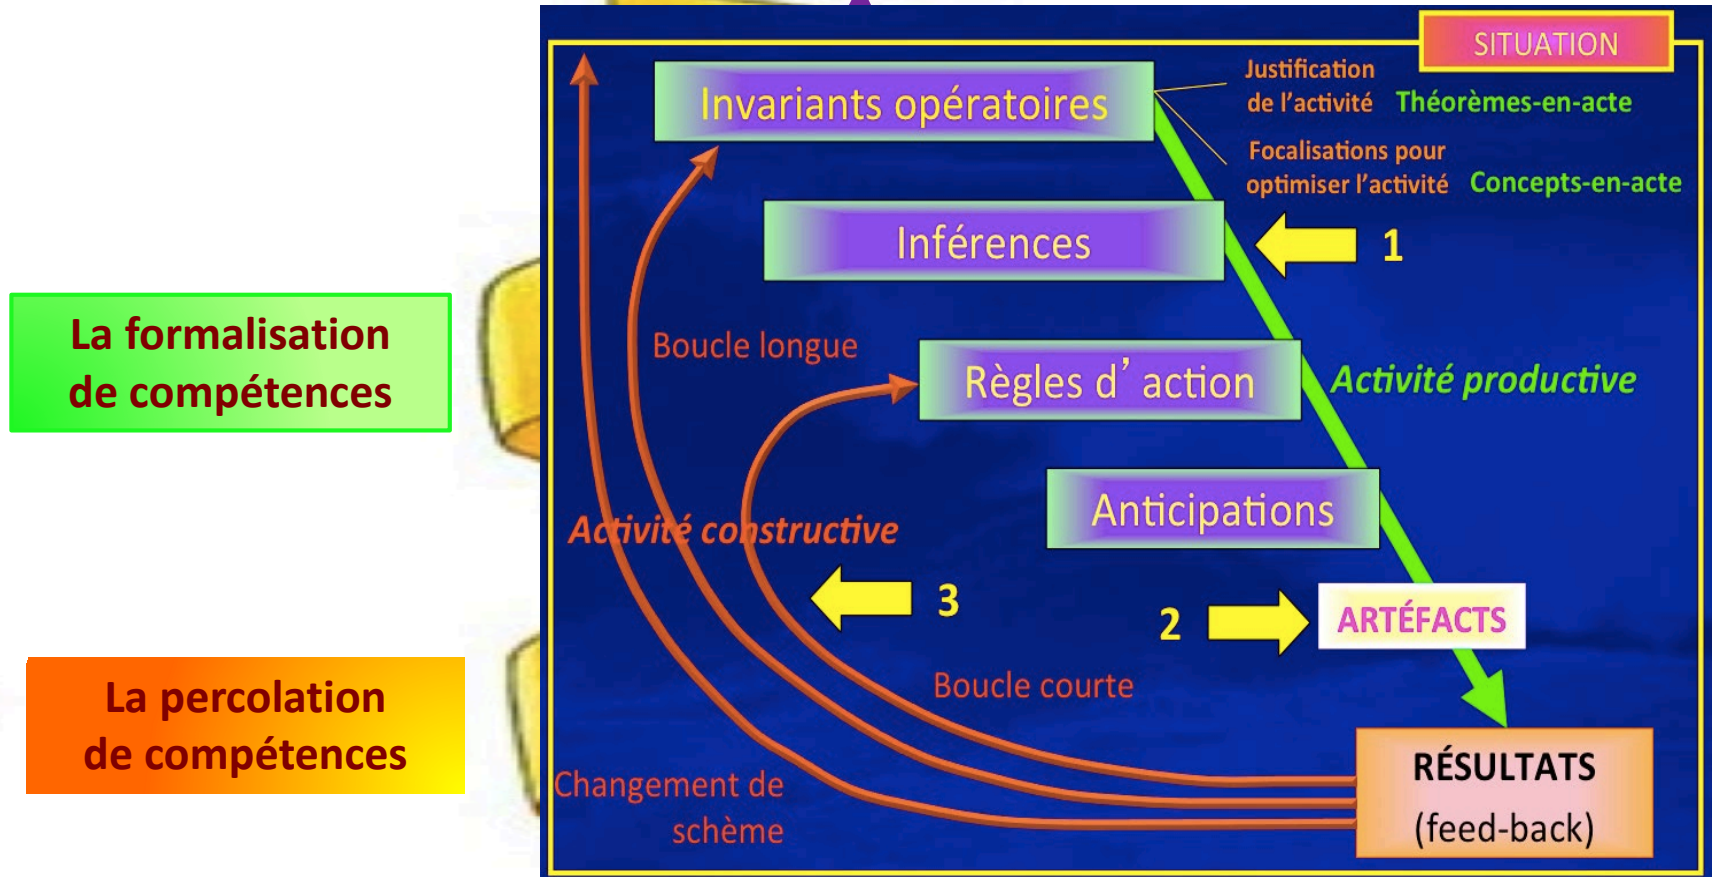 SITUATION
Invariants opératoires
Justification
de l’activité Théorèmes-en-acte
Focalisations pour
optimiser l’activité Concepts-en-acte
Inférences
1
La formalisation
de compétences
Boucle longue
Règles d’ action
Activité productive
Anticipations
Activité constructive
3
2
ARTÉFACTS
La percolation
de compétences
Boucle courte
Changement de
schème
RÉSULTATS
(feed-back)